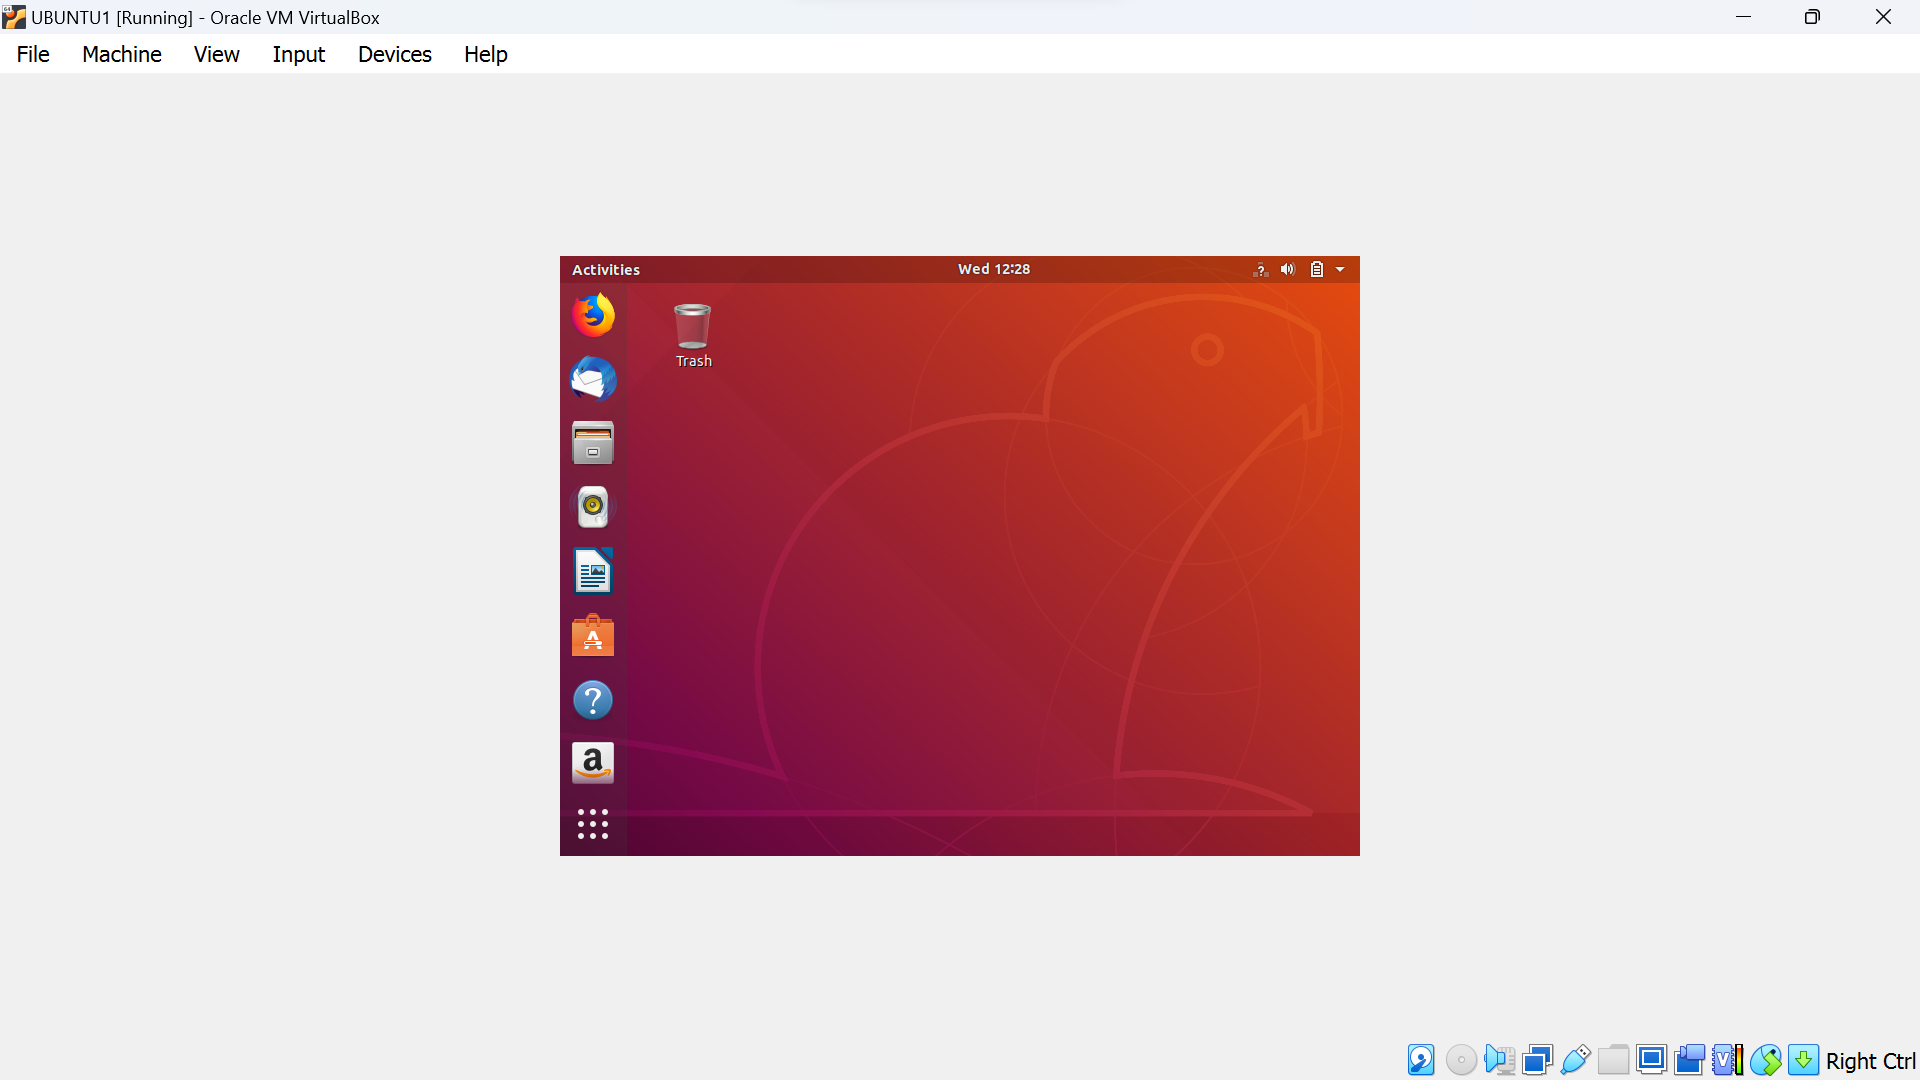 UBUNTU1 [Running] - Oracle VM VirtualBox
File Machine View Input Devices Help
Activities
Wed 12:28
Trash
Right Ctrl